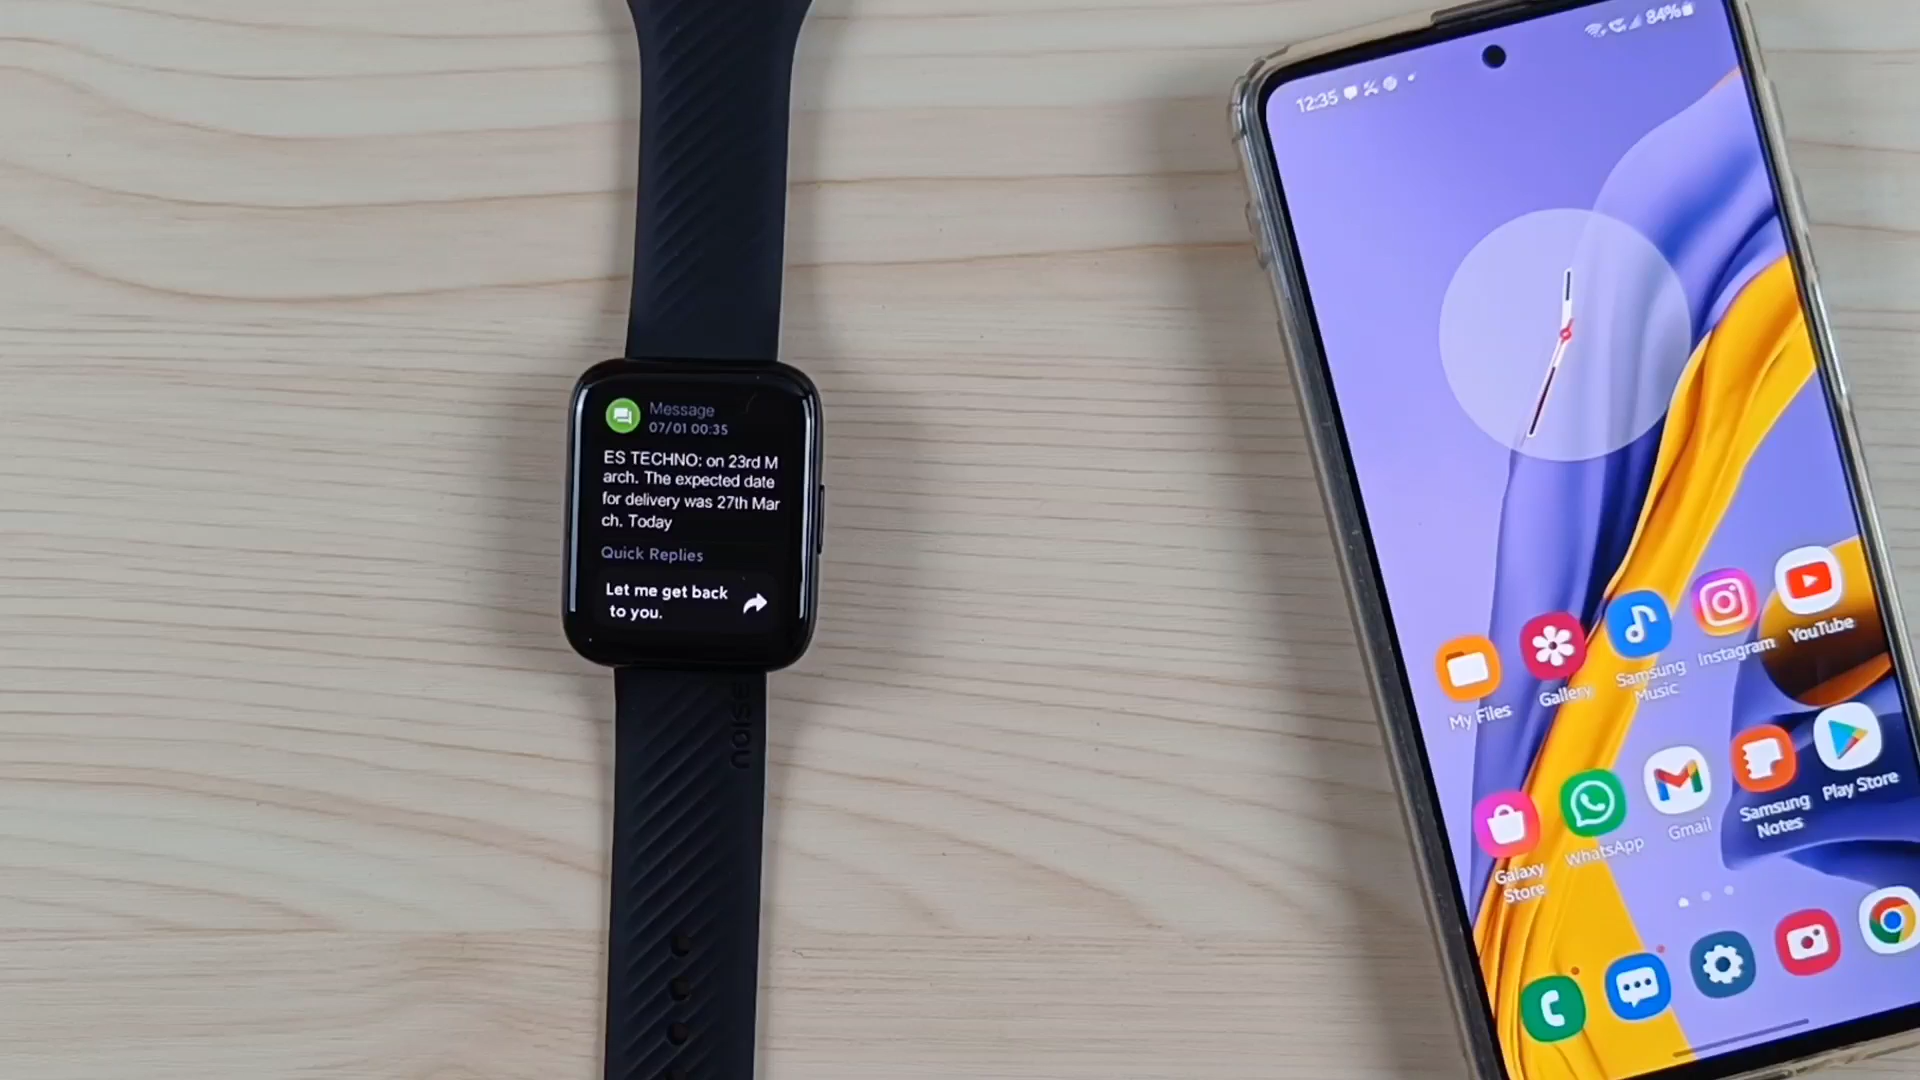 Message
07/01 00:35
ES TECHNO: on 23rd M
arch. The expected date
for delivery was 27th Mar
ch. Today
Quick Replies
Let me get back
to you.
noise
12:35
84%
My Files
Gallery
Samsung
Music
Instagram
YouTube
Galaxy
Store
WhatsApp
Gmail
Samsung
Notes
Play Store